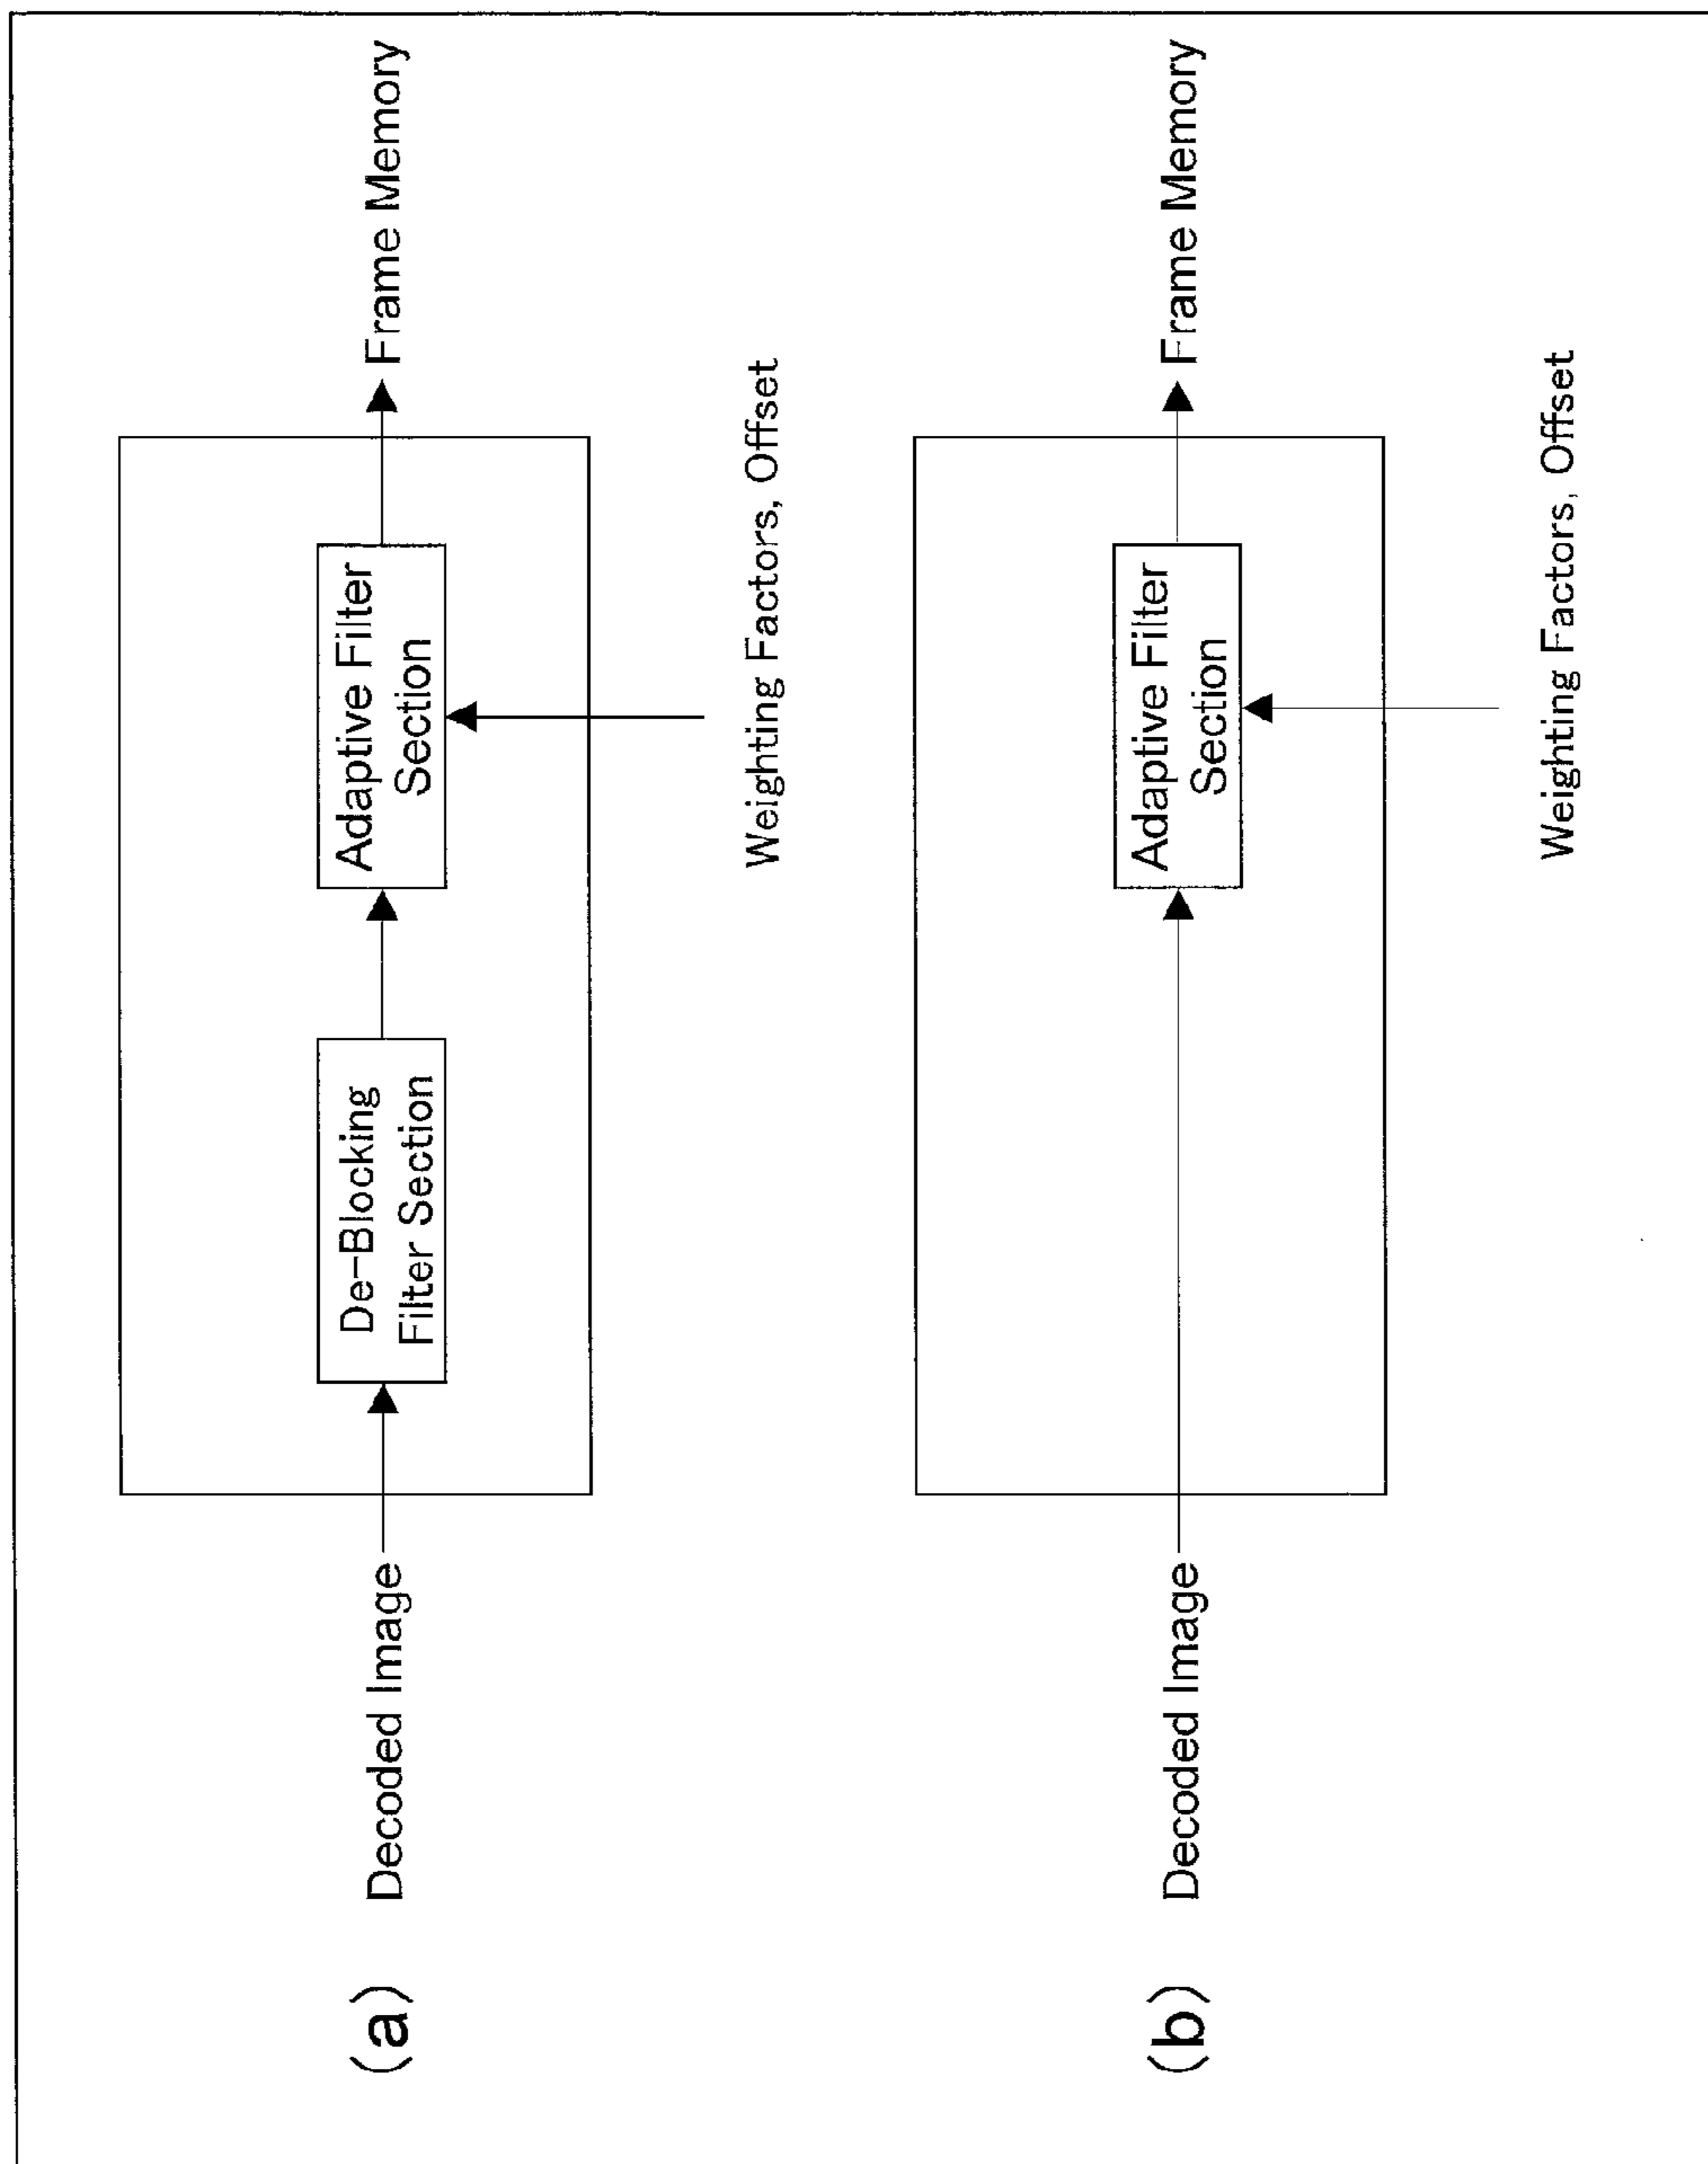 (a)
Decoded Image
De-Blocking
Filter Section
Adaptive Filter
Section
Frame Memory
Weighting Factors, Offset
(b)
Decoded Image
Adaptive Filter
Section
Frame Memory
Weighting Factors, Offset